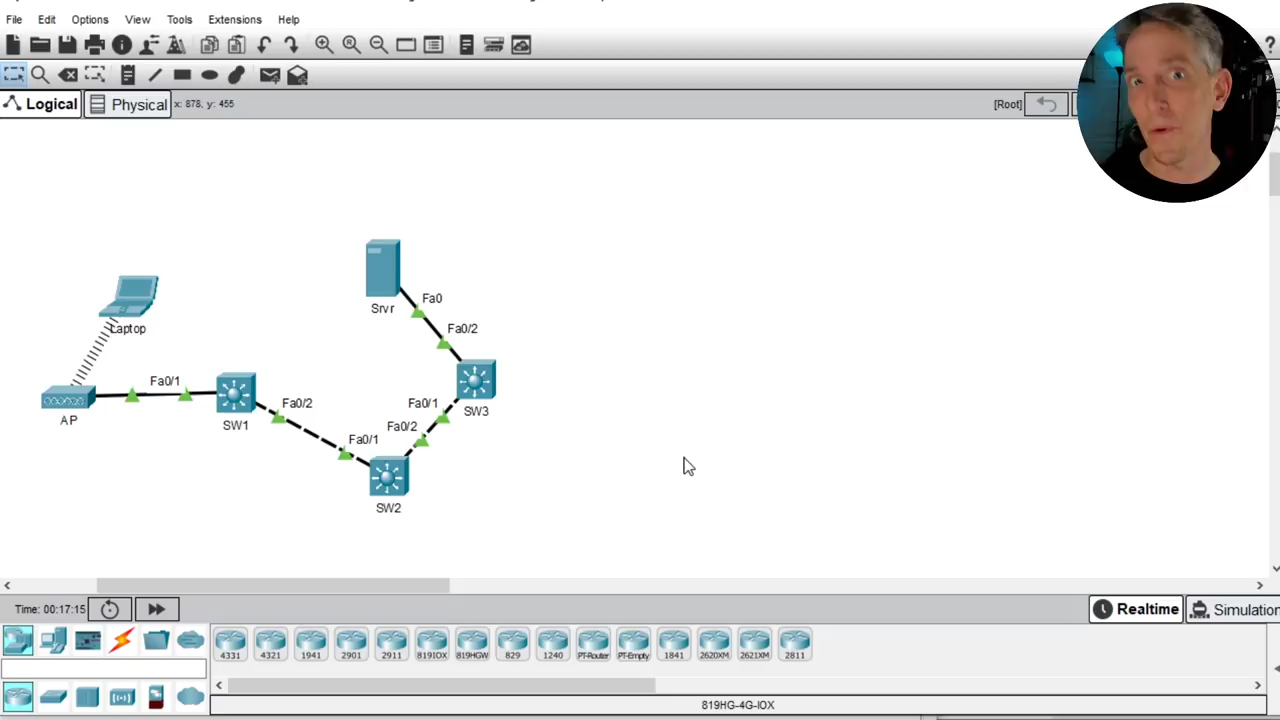 File Edit Options View Tools Extensions Help
?
Logical Physical x: 878, y: 455 [Root]
Srvr Fa0
Fa0/2
Laptop
Fa0/1 SW1 Fa0/2
AP
Fa0/1 SW3
Fa0/2
Fa0/1
SW2
Time: 00:17:15 Realtime Simulation
4331 4321 1941 2901 2911 819IOX 819HGW 829 1240 PT-Router PT-Empty 1841 2620XM 2621XM 2811
819HG-4G-IOX